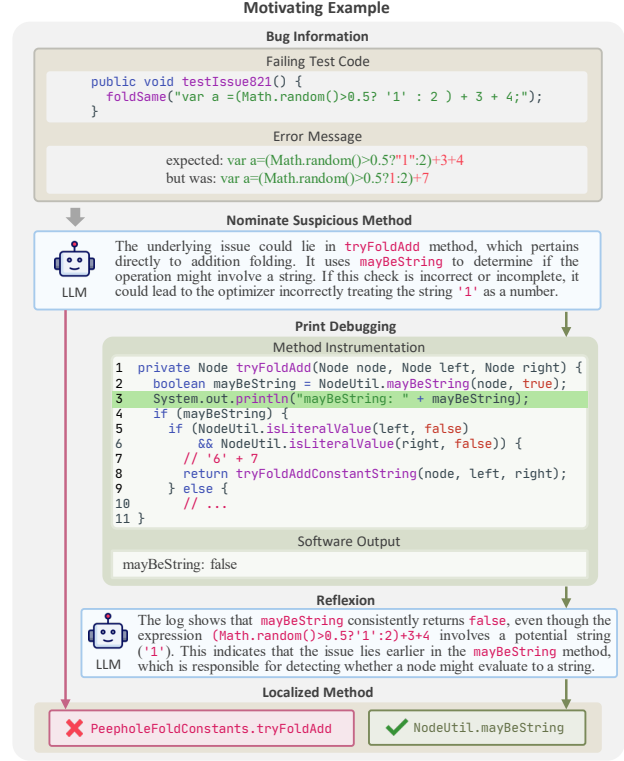 Motivating Example
Bug Information
Failing Test Code
public void testIssue821() {
foldSame("var a =(Math.random()>0.5? '1' : 2 ) + 3 + 4;");
}
Error Message
expected: var a=(Math.random()>0.5?"1":2)+3+4
but was: var a=(Math.random()>0.5?1:2)+7
Nominate Suspicious Method
LLM
The underlying issue could lie in tryFoldAdd method, which pertains
directly to addition folding. It uses mayBeString to determine if the
operation might involve a string. If this check is incorrect or incomplete, it
could lead to the optimizer incorrectly treating the string '1' as a number.
Print Debugging
Method Instrumentation
1 private Node tryFoldAdd(Node node, Node left, Node right) {
2 boolean mayBeString = NodeUtil.mayBeString(node, true);
3 System.out.println("mayBeString: " + mayBeString);
4 if (mayBeString) {
5 if (NodeUtil.isLiteralValue(left, false)
6 && NodeUtil.isLiteralValue(right, false)) {
7 // '6' + 7
8 return tryFoldAddConstantString(node, left, right);
9 } else {
10 // ...
11 }
Software Output
mayBeString: false
Reflexion
LLM
The log shows that mayBeString consistently returns false, even though the
expression (Math.random()>0.5?'1':2)+3+4 involves a potential string
('1'). This indicates that the issue lies earlier in the mayBeString method,
which is responsible for detecting whether a node might evaluate to a string.
Localized Method
PeepholeFoldConstants.tryFoldAdd
NodeUtil.mayBeString